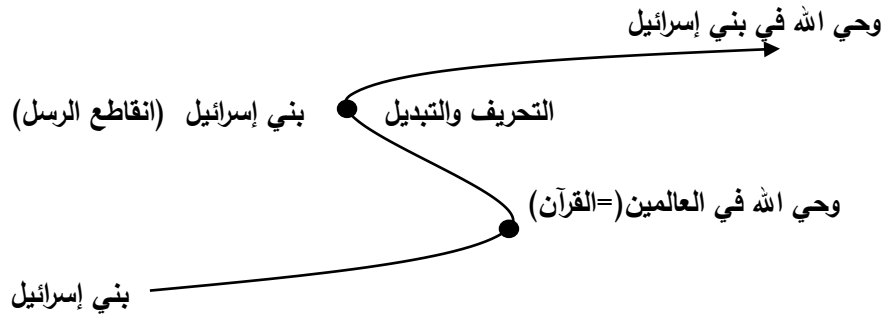 وحي الله في بني إسرائيل
التحريف والتبديل
بني إسرائيل (انقاطع الرسل)
وحي الله في العالمين(=القرآن)
بني إسرائيل